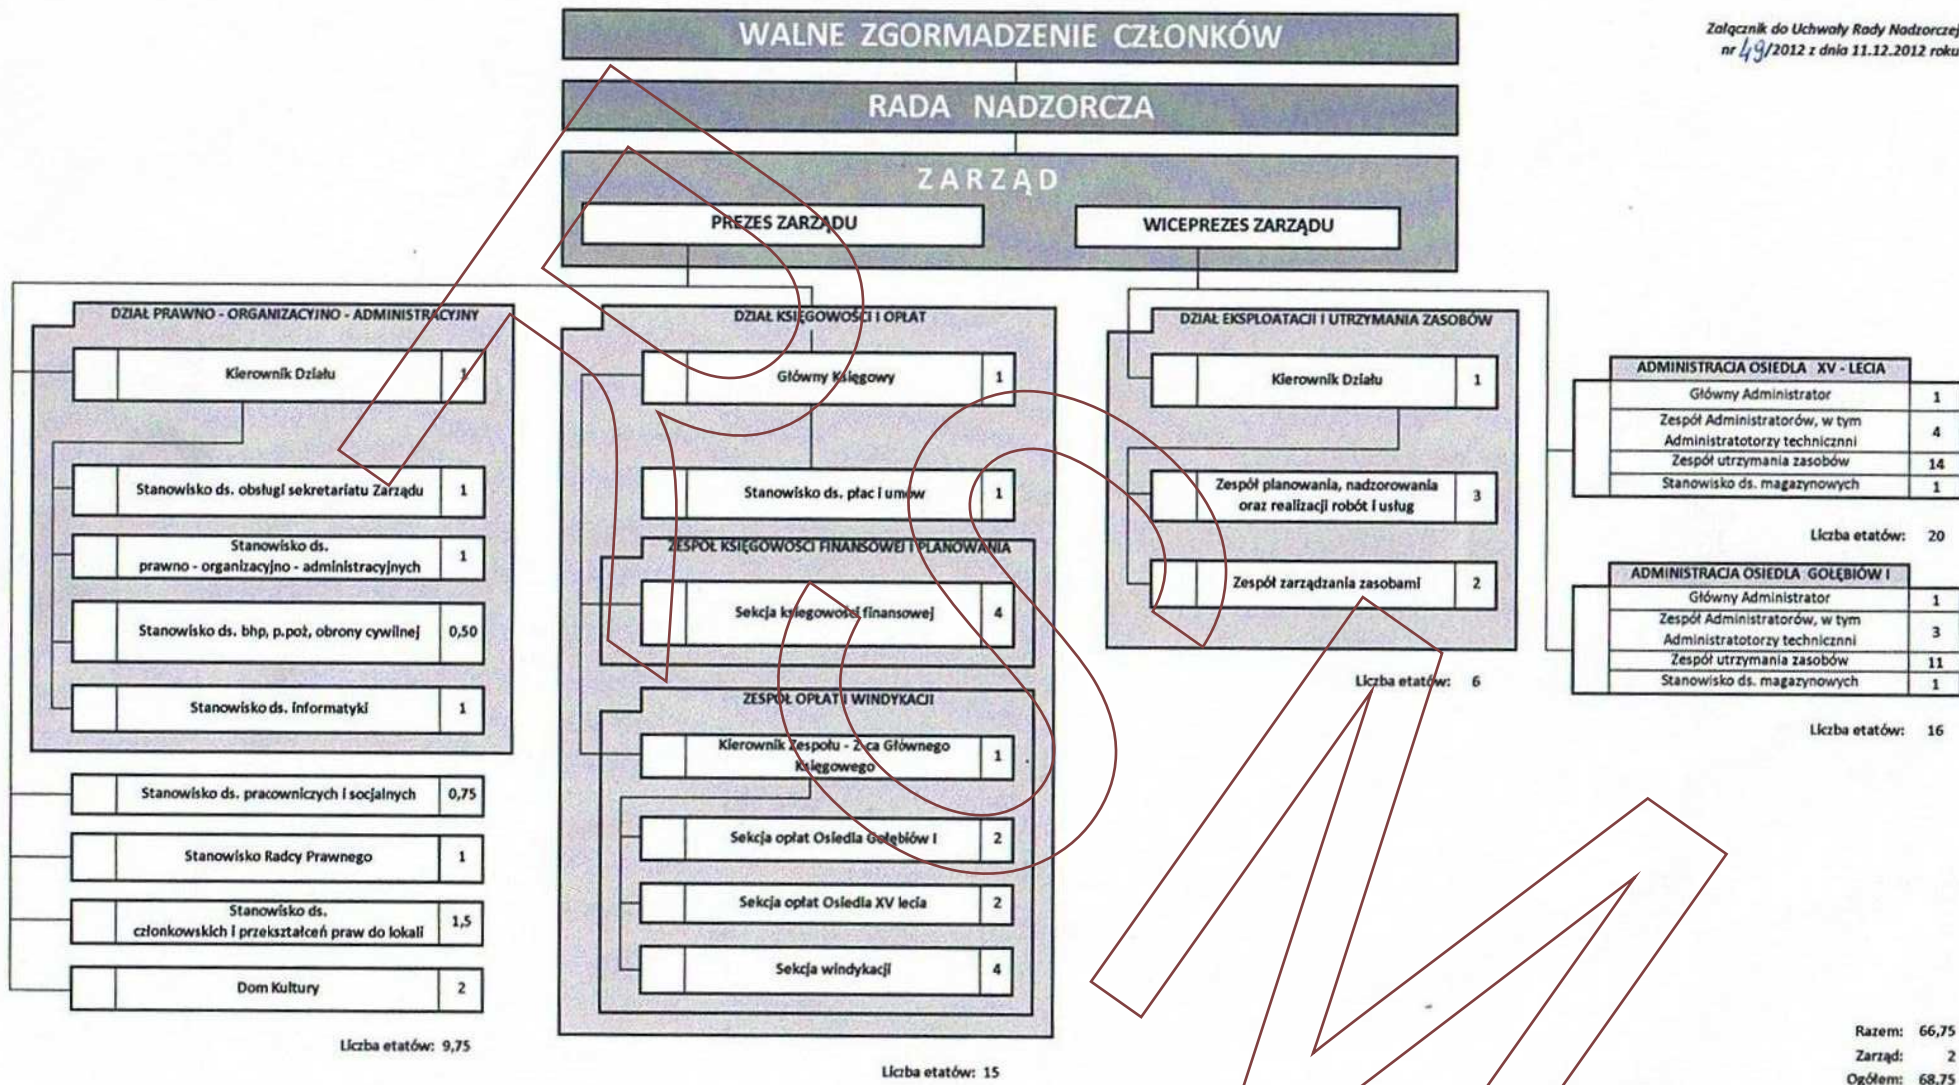 WALNE ZGORMADZENIE CZŁONKÓW
Załącznik do Uchwały Rady Nadzorczej
nr 49/2012 z dnia 11.12.2012 roku
RADA NADZORCZA
ZARZĄD
PREZES ZARZĄDU
WICEPREZES ZARZĄDU
DZIAŁ PRAWNO - ORGANIZACYJNO - ADMINISTRACYJNY
Kierownik Działu 1
Stanowisko ds. obsługi sekretariatu Zarządu 1
Stanowisko ds.
prawno - organizacyjno - administracyjnych 1
Stanowisko ds. bhp, p.poż, obrony cywilnej 0,50
Stanowisko ds. informatyki 1
Stanowisko ds. pracowniczych i socjalnych 0,75
Stanowisko Radcy Prawnego 1
Stanowisko ds.
członkowskich i przekształceń praw do lokali 1,5
Dom Kultury 2
Liczba etatów: 9,75
DZIAŁ KSIĘGOWOŚCI I OPŁAT
Główny Księgowy 1
Stanowisko ds. płac i umów 1
ZESPÓŁ KSIĘGOWOŚCI FINANSOWEJ I PLANOWANIA
Sekcja księgowości finansowej 4
ZESPÓŁ OPŁAT I WINDYKACJI
Kierownik Zespołu - Z-ca Głównego
Księgowego 1
Sekcja opłat Osiedla Gołębiów I 2
Sekcja opłat Osiedla XV lecia 2
Sekcja windykacji 4
Liczba etatów: 15
DZIAŁ EKSPLOATACJI I UTRZYMANIA ZASOBÓW
Kierownik Działu 1
Zespół planowania, nadzorowania
oraz realizacji robót i usług 3
Zespół zarządzania zasobami 2
Liczba etatów: 6
ADMINISTRACJA OSIEDLA XV - LECIA
Główny Administrator 1
Zespół Administratorów, w tym
Administratotorzy technicznni 4
Zespół utrzymania zasobów 14
Stanowisko ds. magazynowych 1
Liczba etatów: 20
ADMINISTRACJA OSIEDLA GOŁĘBIÓW I
Główny Administrator 1
Zespół Administratorów, w tym
Administratotorzy technicznni 3
Zespół utrzymania zasobów 11
Stanowisko ds. magazynowych 1
Liczba etatów: 16
Razem: 66,75
Zarząd: 2
Ogółem: 68,75